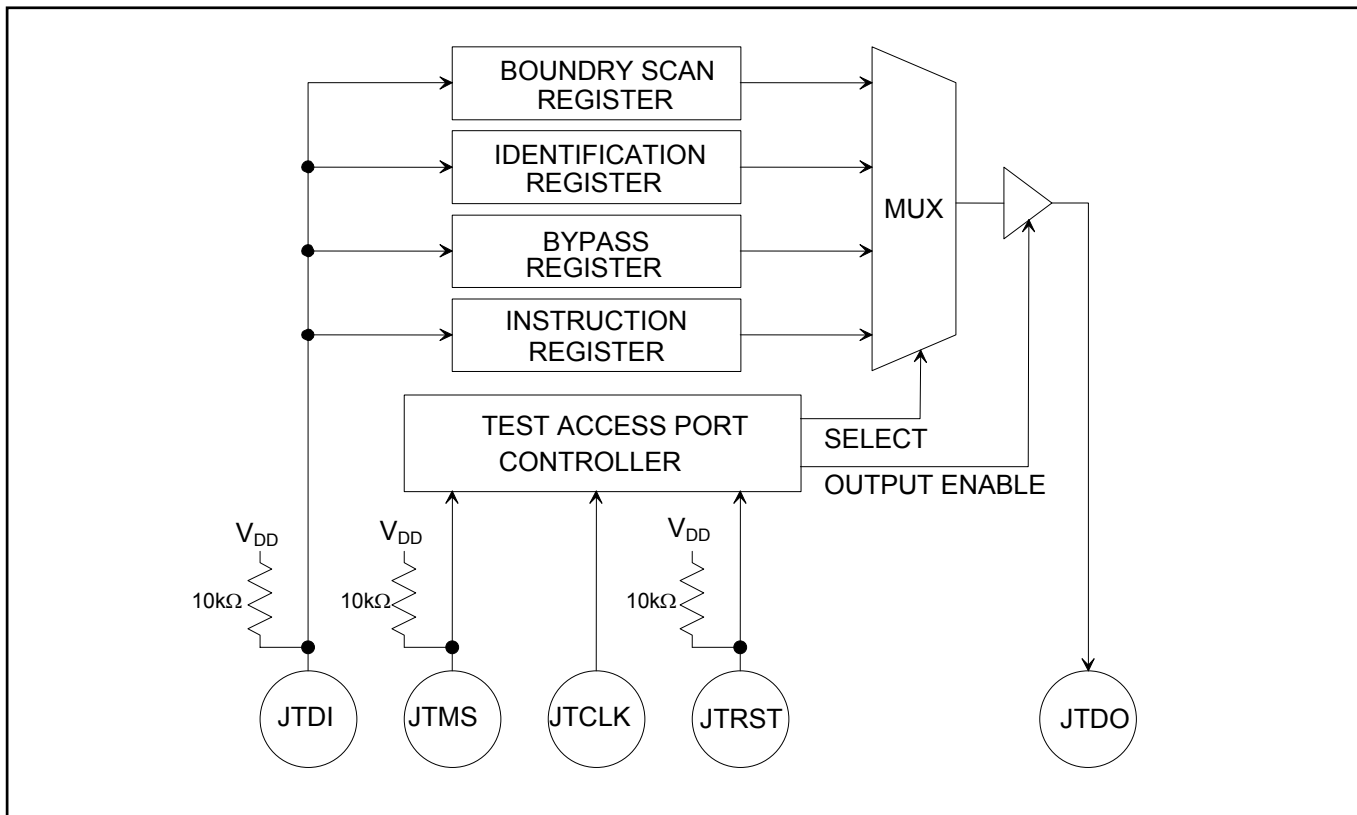 BOUNDRY SCAN
REGISTER
IDENTIFICATION
REGISTER
BYPASS
REGISTER
INSTRUCTION
REGISTER
MUX
TEST ACCESS PORT
CONTROLLER
SELECT
OUTPUT ENABLE
VDD
10kΩ
VDD
10kΩ
VDD
10kΩ
JTDI
JTMS
JTCLK
JTRST
JTDO